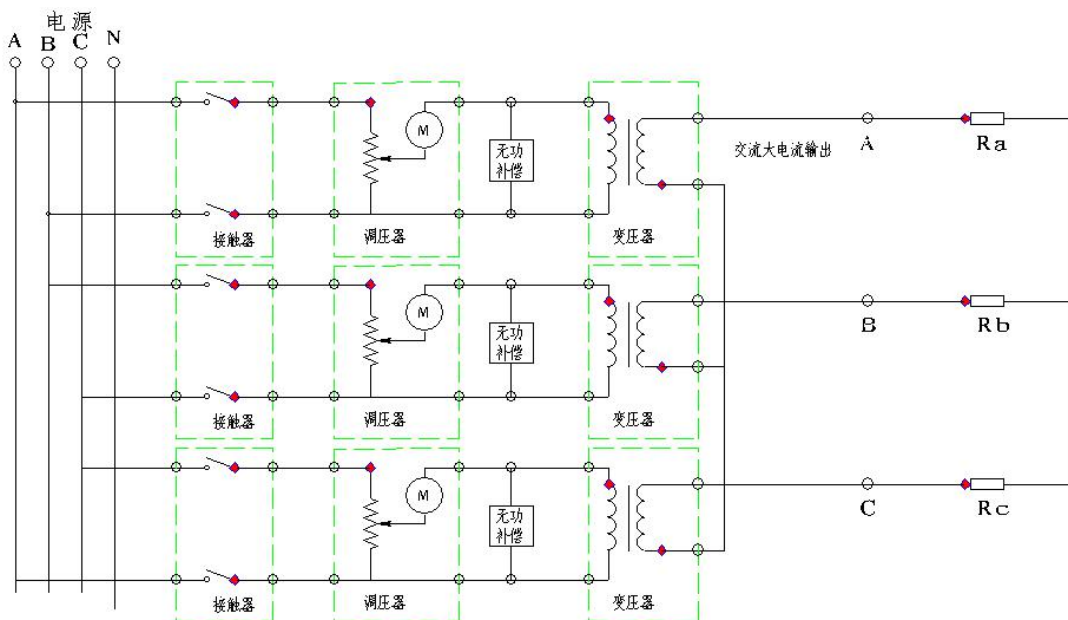 电源
A B C N
M
无功
补偿
接触器 调压器 变压器
交流大电流输出
A Ra
M
无功
补偿
接触器 调压器 变压器
B Rb
M
无功
补偿
接触器 调压器 变压器
C Rc